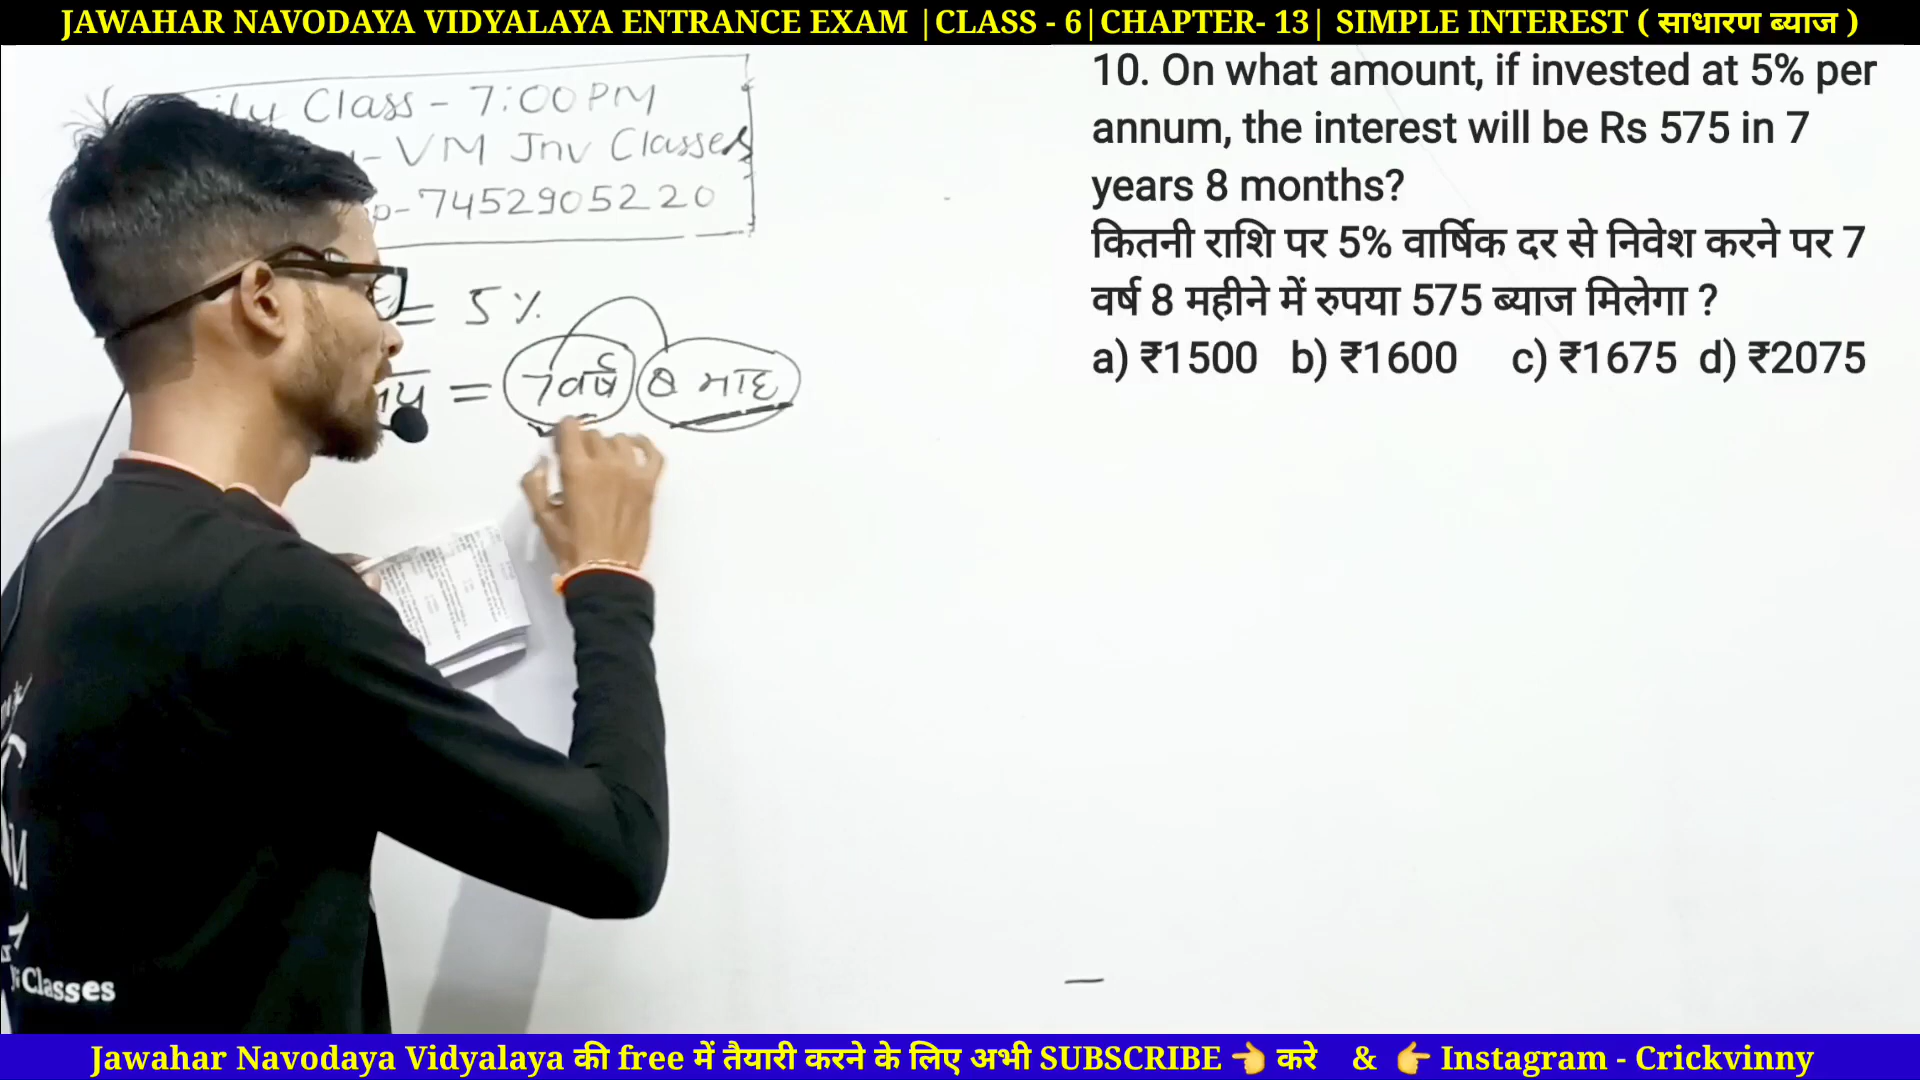 JAWAHAR NAVODAYA VIDYALAYA ENTRANCE EXAM |CLASS - 6|CHAPTER- 13| SIMPLE INTEREST ( साधारण ब्याज )
Class - 7:00 PM
- VM Jnv Classes
- 7452905220
= 5 %
= 7 वर्ष 8 माह
10. On what amount, if invested at 5% per
annum, the interest will be Rs 575 in 7
years 8 months?
कितनी राशि पर 5% वार्षिक दर से निवेश करने पर 7
वर्ष 8 महीने में रुपया 575 ब्याज मिलेगा ?
a) ₹1500 b) ₹1600 c) ₹1675 d) ₹2075
Classes
Jawahar Navodaya Vidyalaya की free में तैयारी करने के लिए अभी SUBSCRIBE 👈 करे & 👉 Instagram - Crickvinny